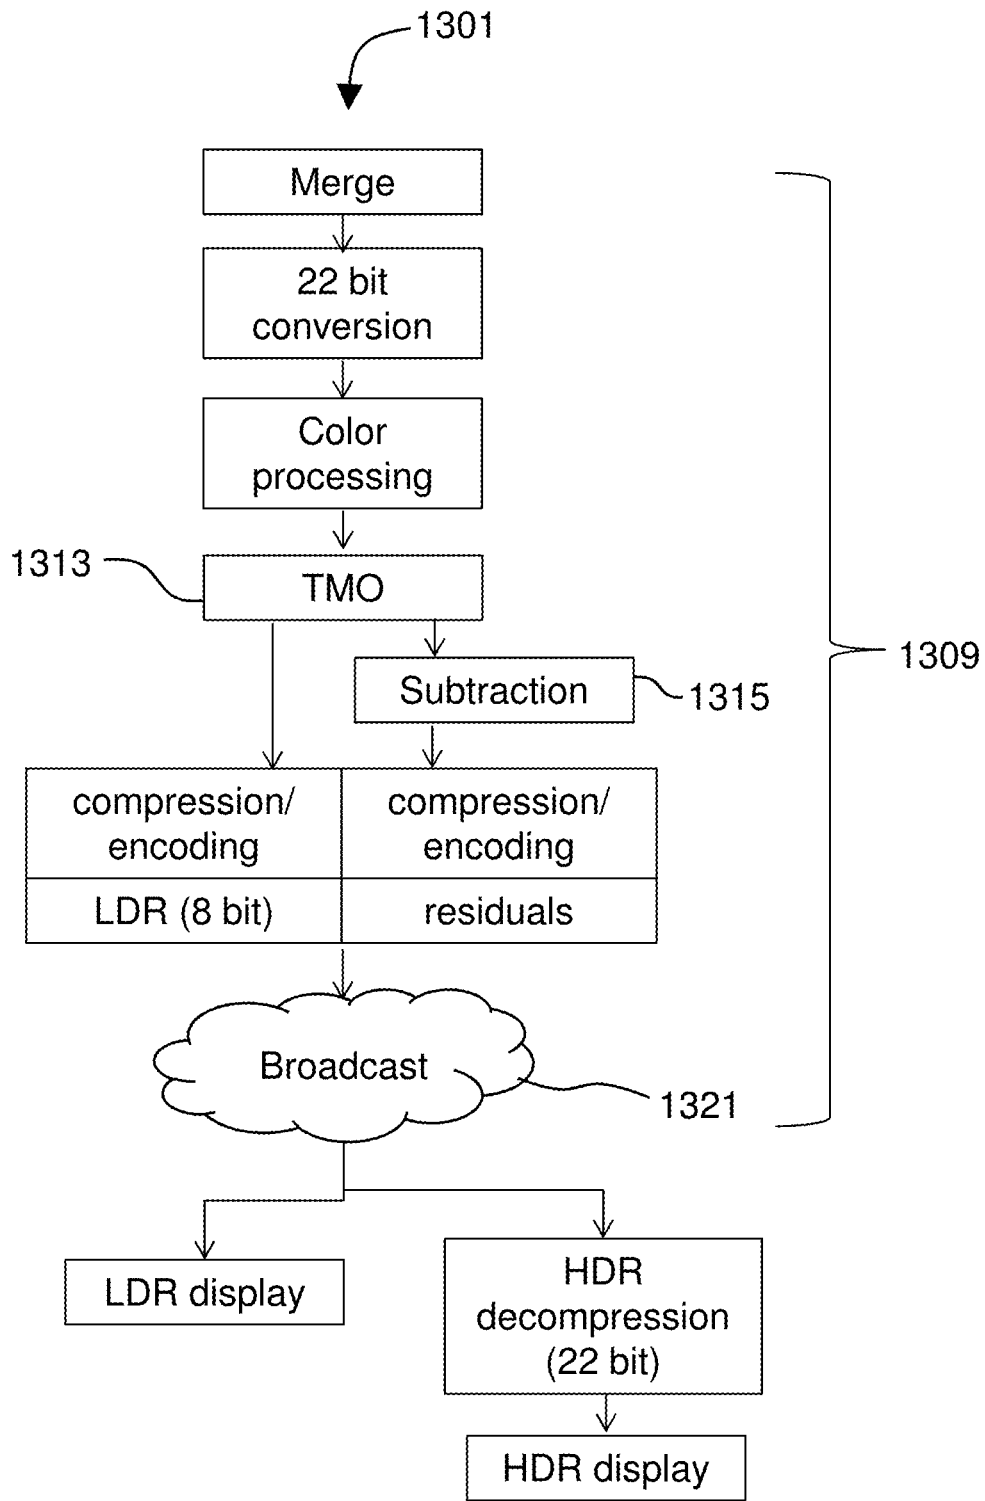 1301
Merge
22 bit
conversion
Color
processing
1313
TMO
1309
Subtraction
1315
compression/
encoding
compression/
encoding
LDR (8 bit)
residuals
Broadcast
1321
LDR display
HDR
decompression
(22 bit)
HDR display